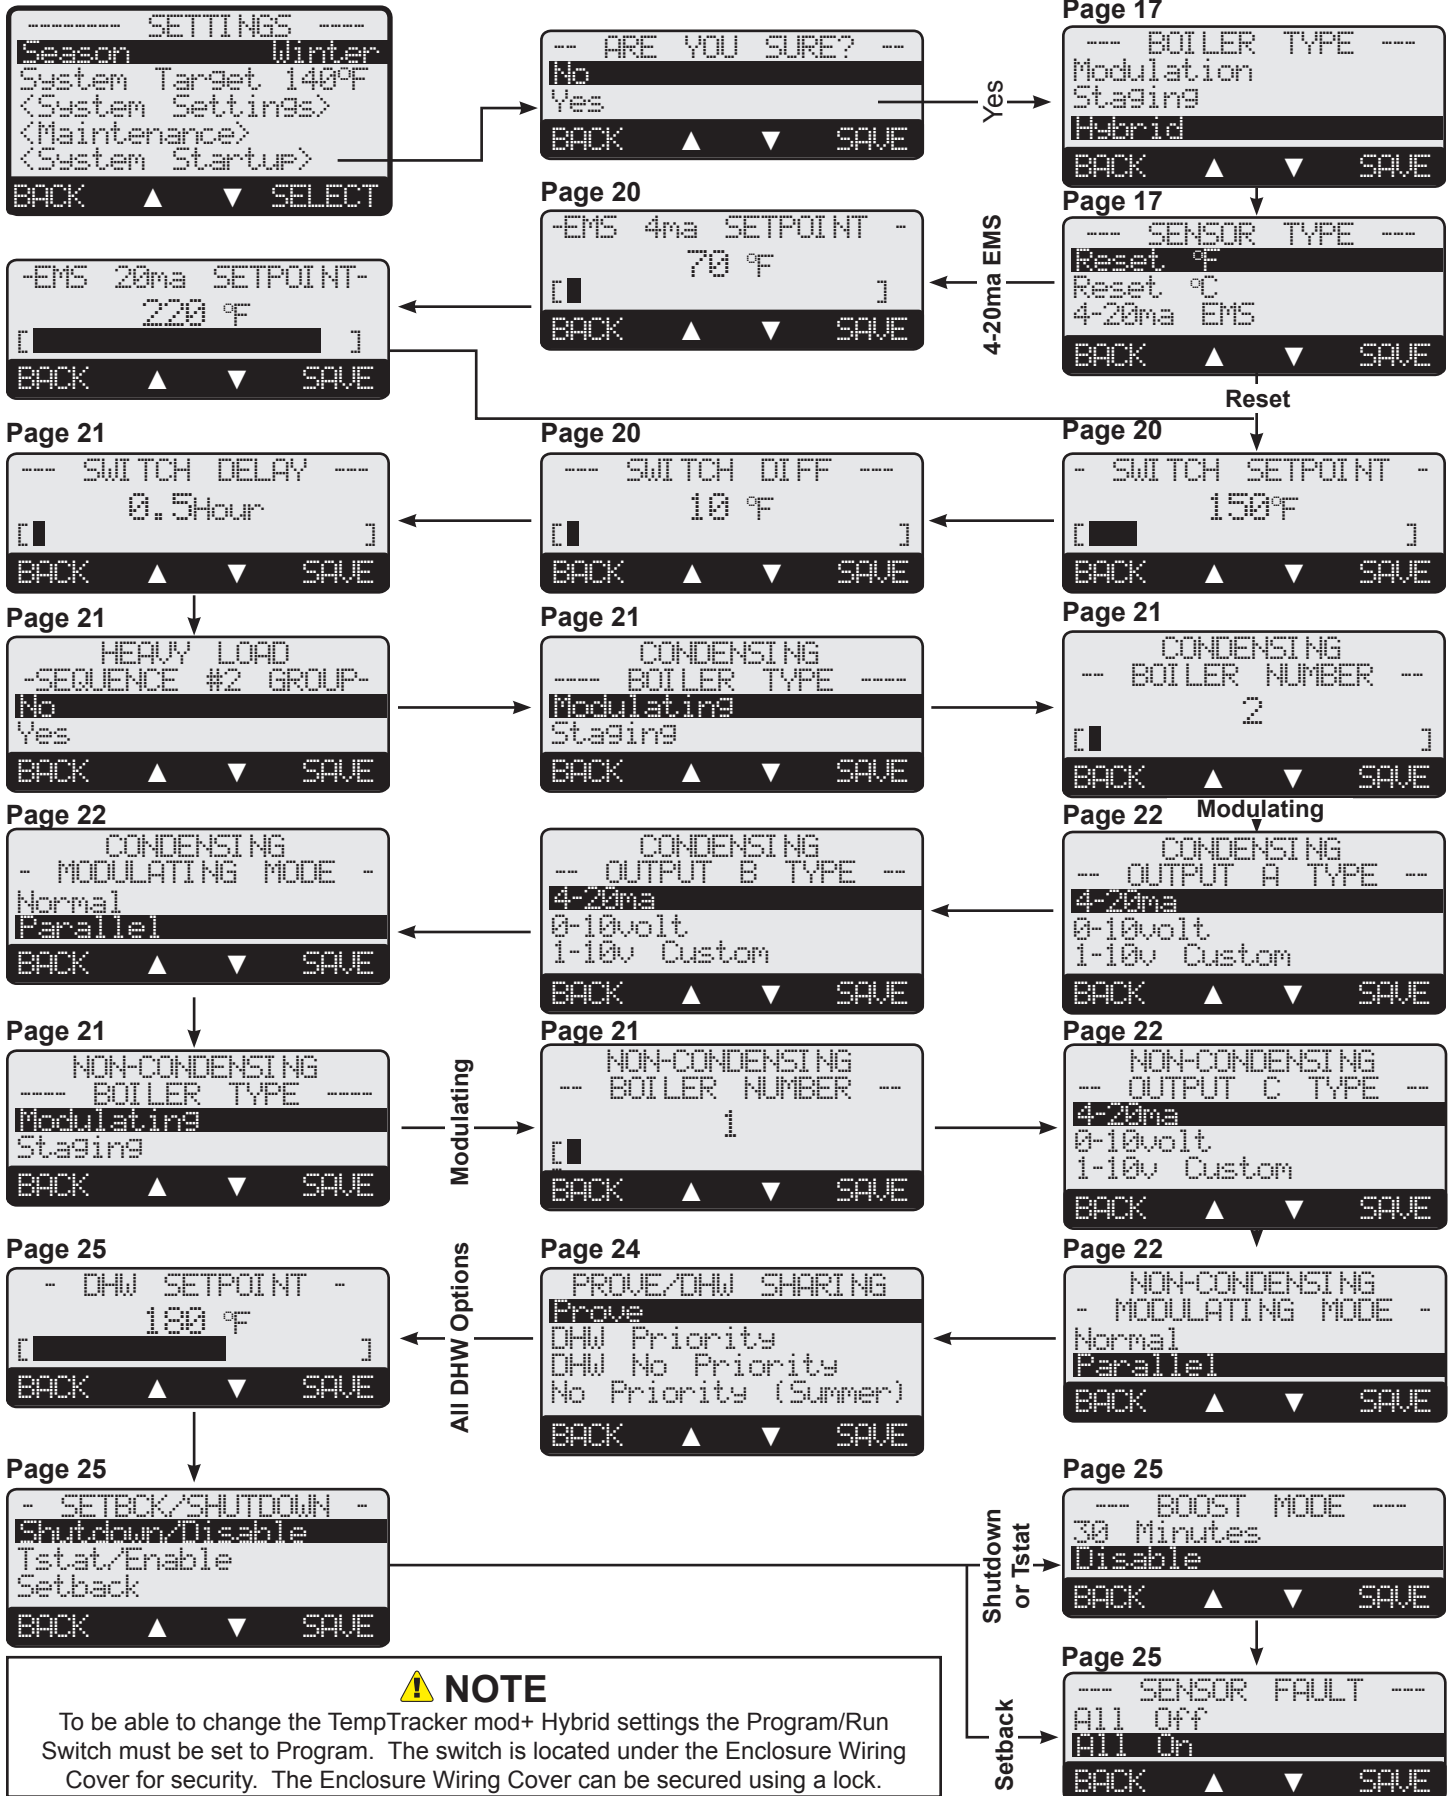 ------- SETTINGS -----
Season Winter
System Target 140°F
<System Settings>
<Maintenance>
<System Startup>
BACK ▲ ▼ SELECT
-- ARE YOU SURE? --
No
Yes
BACK ▲ ▼ SAVE
Yes
Page 17
--- BOILER TYPE ---
Modulation
Staging
Hybrid
BACK ▲ ▼ SAVE
-EMS 20ma SETPOINT-
220 °F
[ ]
BACK ▲ ▼ SAVE
Page 20
-EMS 4ma SETPOINT -
70 °F
[ ]
BACK ▲ ▼ SAVE
4-20ma EMS
Page 17
--- SENSOR TYPE ---
Reset °F
Reset °C
4-20ma EMS
BACK ▲ ▼ SAVE
Reset
Page 21
--- SWITCH DELAY ---
0.5Hour
[ ]
BACK ▲ ▼ SAVE
Page 20
--- SWITCH DIFF ---
10 °F
[ ]
BACK ▲ ▼ SAVE
Page 20
- SWITCH SETPOINT -
150°F
[ ]
BACK ▲ ▼ SAVE
Page 21
HEAVY LOAD
-SEQUENCE #2 GROUP-
No
Yes
BACK ▲ ▼ SAVE
Page 21
CONDENSING
---- BOILER TYPE ----
Modulating
Staging
BACK ▲ ▼ SAVE
Page 21
CONDENSING
-- BOILER NUMBER --
2
[ ]
BACK ▲ ▼ SAVE
Modulating
Page 22
CONDENSING
- MODULATING MODE -
Normal
Parallel
BACK ▲ ▼ SAVE
CONDENSING
-- OUTPUT B TYPE --
4-20ma
0-10volt
1-10v Custom
BACK ▲ ▼ SAVE
Page 22
CONDENSING
-- OUTPUT A TYPE --
4-20ma
0-10volt
1-10v Custom
BACK ▲ ▼ SAVE
Page 21
NON-CONDENSING
---- BOILER TYPE ----
Modulating
Staging
BACK ▲ ▼ SAVE
Modulating
Page 21
NON-CONDENSING
-- BOILER NUMBER --
1
[
BACK ▲ ▼ SAVE
Page 22
NON-CONDENSING
-- OUTPUT C TYPE --
4-20ma
0-10volt
1-10v Custom
BACK ▲ ▼ SAVE
Page 25
- DHW SETPOINT -
180 °F
[ ]
BACK ▲ ▼ SAVE
All DHW Options
Page 24
PROVE/DHW SHARING
Prove
DHW Priority
DHW No Priority
No Priority (Summer)
BACK ▲ ▼ SAVE
Page 22
NON-CONDENSING
- MODULATING MODE -
Normal
Parallel
BACK ▲ ▼ SAVE
Page 25
- SETBCK/SHUTDOWN -
Shutdown/Disable
Tstat/Enable
Setback
BACK ▲ ▼ SAVE
Shutdown
or Tstat
Page 25
--- BOOST MODE ---
30 Minutes
Disable
BACK ▲ ▼ SAVE
Setback
Page 25
--- SENSOR FAULT ---
All Off
All On
BACK ▲ ▼ SAVE
NOTE
To be able to change the TempTracker mod+ Hybrid settings the Program/Run
Switch must be set to Program. The switch is located under the Enclosure Wiring
Cover for security. The Enclosure Wiring Cover can be secured using a lock.